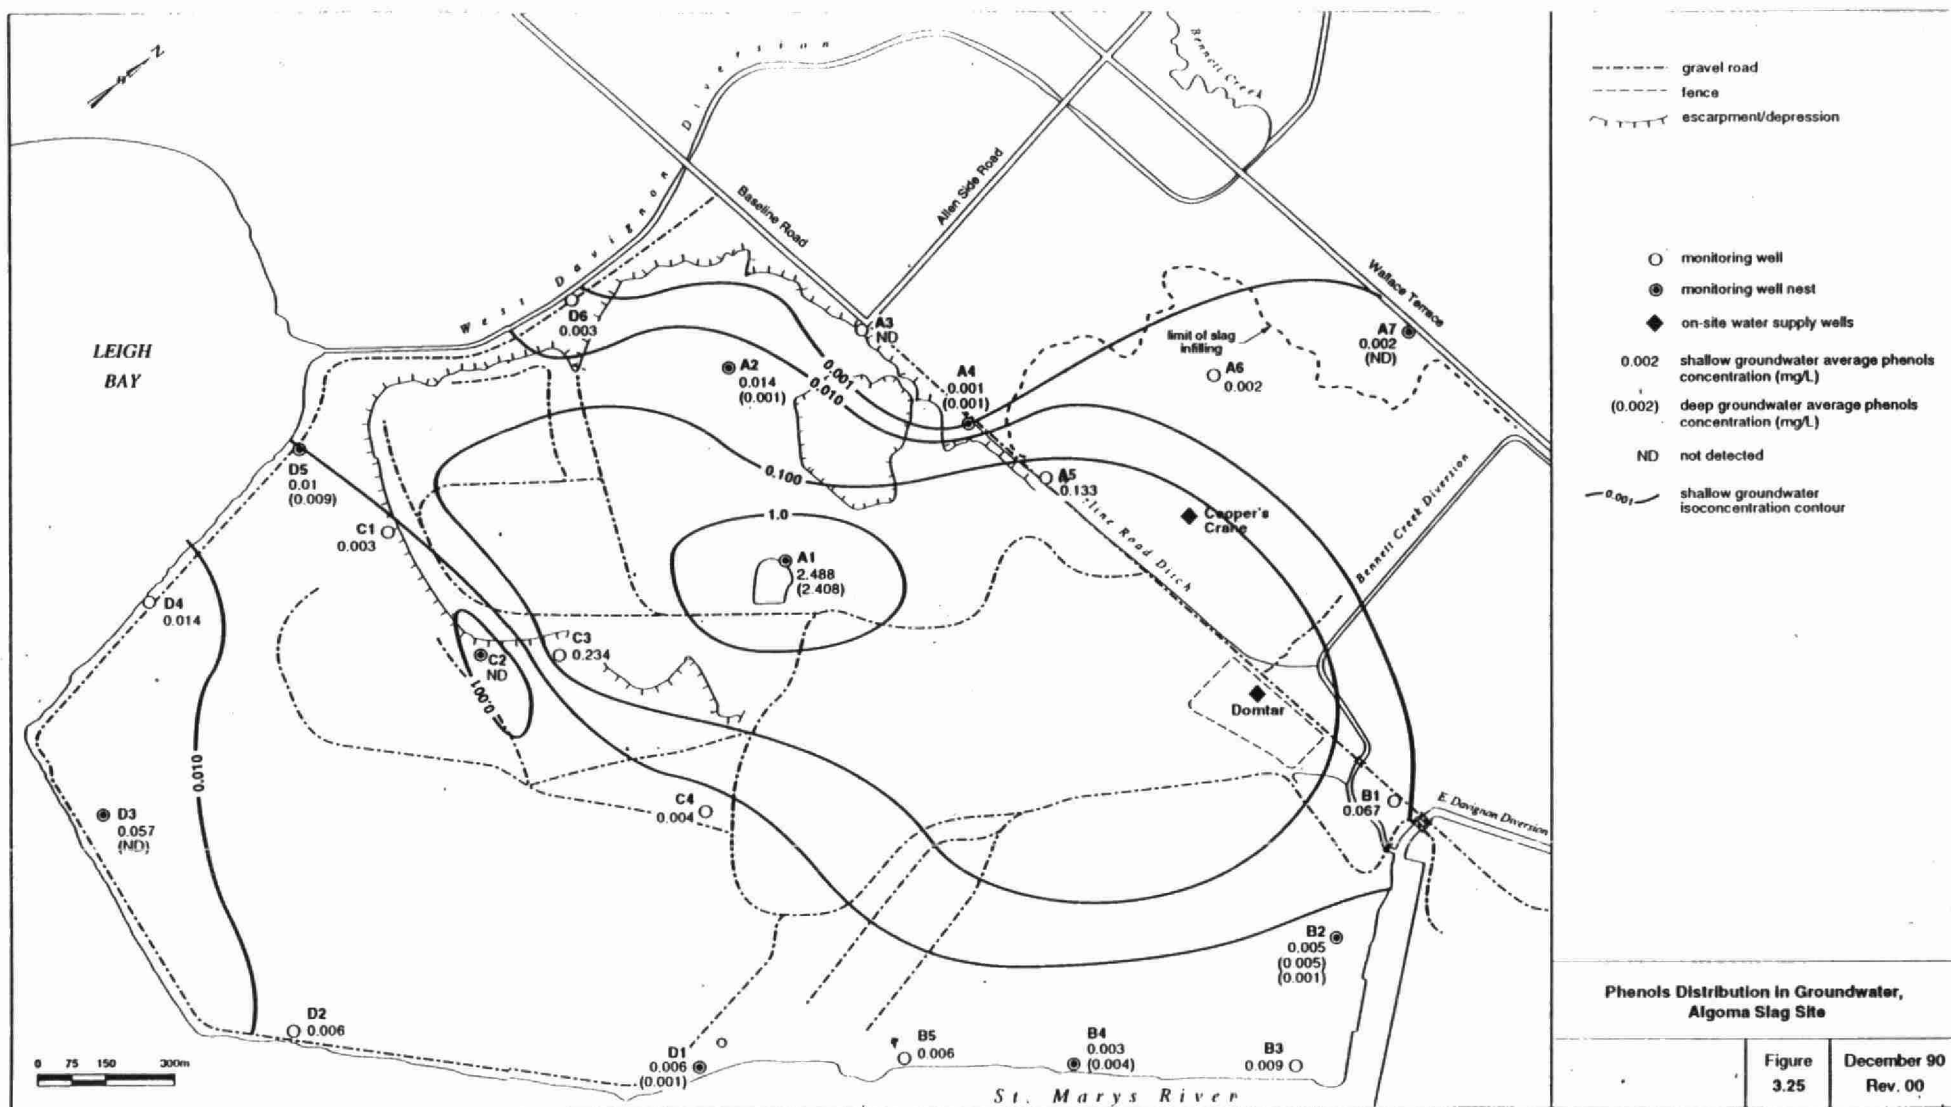 N
Bennett Creek
West Davignon Diversion
Baseline Road
Allen Side Road
Wallace Terrace
LEIGH
BAY
D6
0.003
A3
ND
limit of slag
infilling
A7
0.002
(ND)
A2
0.014
(0.001)
0.001
0.010
A4
0.001
(0.001)
A6
0.002
D5
0.01
(0.009)
0.100
A5
0.133
C1
0.003
1.0
Copper's
Crane
Bennett Creek Diversion
A1
2.488
(2.408)
eline Road Ditch
D4
0.014
C2
ND
C3
0.234
0.001
Domtar
0.010
D3
0.057
(ND)
C4
0.004
B1
0.067
E. Davignon Diversion
B2
0.005
(0.005)
(0.001)
D2
0.006
D1
0.006
(0.001)
B5
0.006
B4
0.003
(0.004)
B3
0.009
0 75 150 300m
St. Marys River
gravel road
fence
escarpment/depression
monitoring well
monitoring well nest
on-site water supply wells
0.002 shallow groundwater average phenols
concentration (mg/L)
(0.002) deep groundwater average phenols
concentration (mg/L)
ND not detected
0.001 shallow groundwater
isoconcentration contour
Phenols Distribution in Groundwater,
Algoma Slag Site
Figure
3.25
December 90
Rev. 00